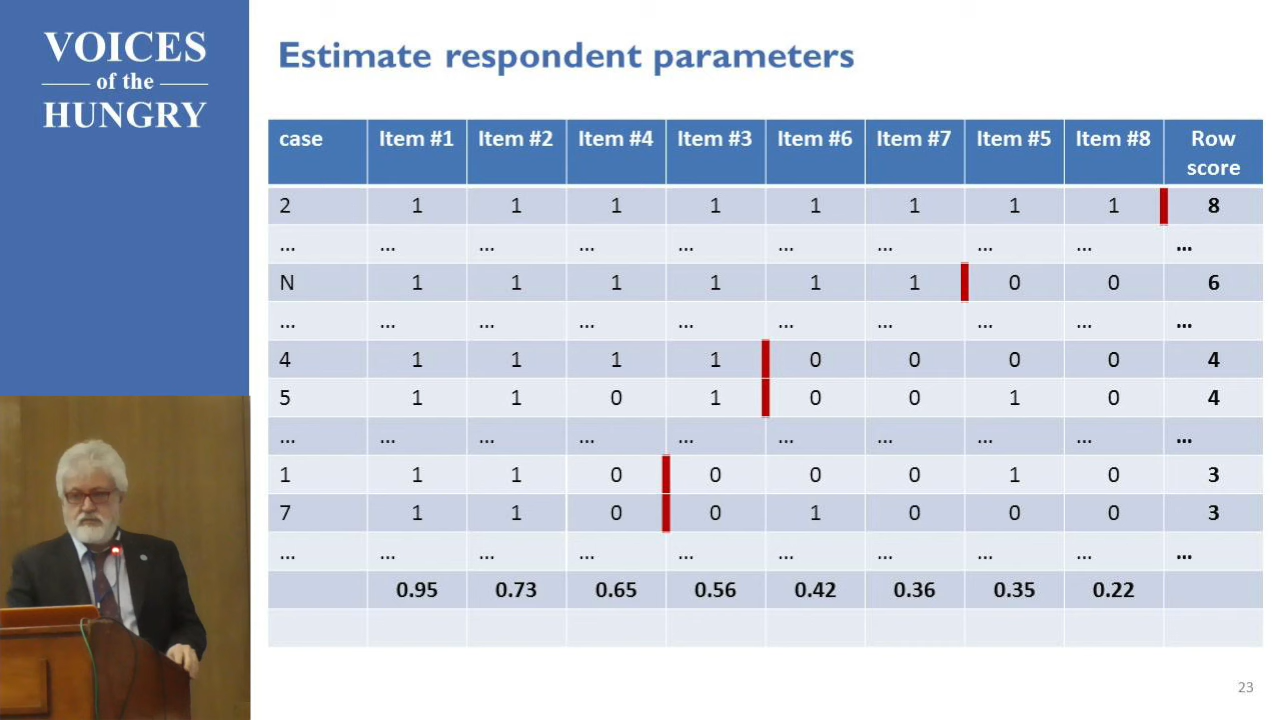 VOICES
of the
HUNGRY
Estimate respondent parameters
case Item #1 Item #2 Item #4 Item #3 Item #6 Item #7 Item #5 Item #8 Row score
2 1 1 1 1 1 1 1 1 8
... ... ... ... ... ... ... ... ... ...
N 1 1 1 1 1 1 0 0 6
... ... ... ... ... ... ... ... ... ...
4 1 1 1 1 0 0 0 0 4
5 1 1 0 1 0 0 1 0 4
... ... ... ... ... ... ... ... ... ...
1 1 1 0 0 0 0 1 0 3
7 1 1 0 0 1 0 0 0 3
... ... ... ... ... ... ... ... ... ...
0.95 0.73 0.65 0.56 0.42 0.36 0.35 0.22
23